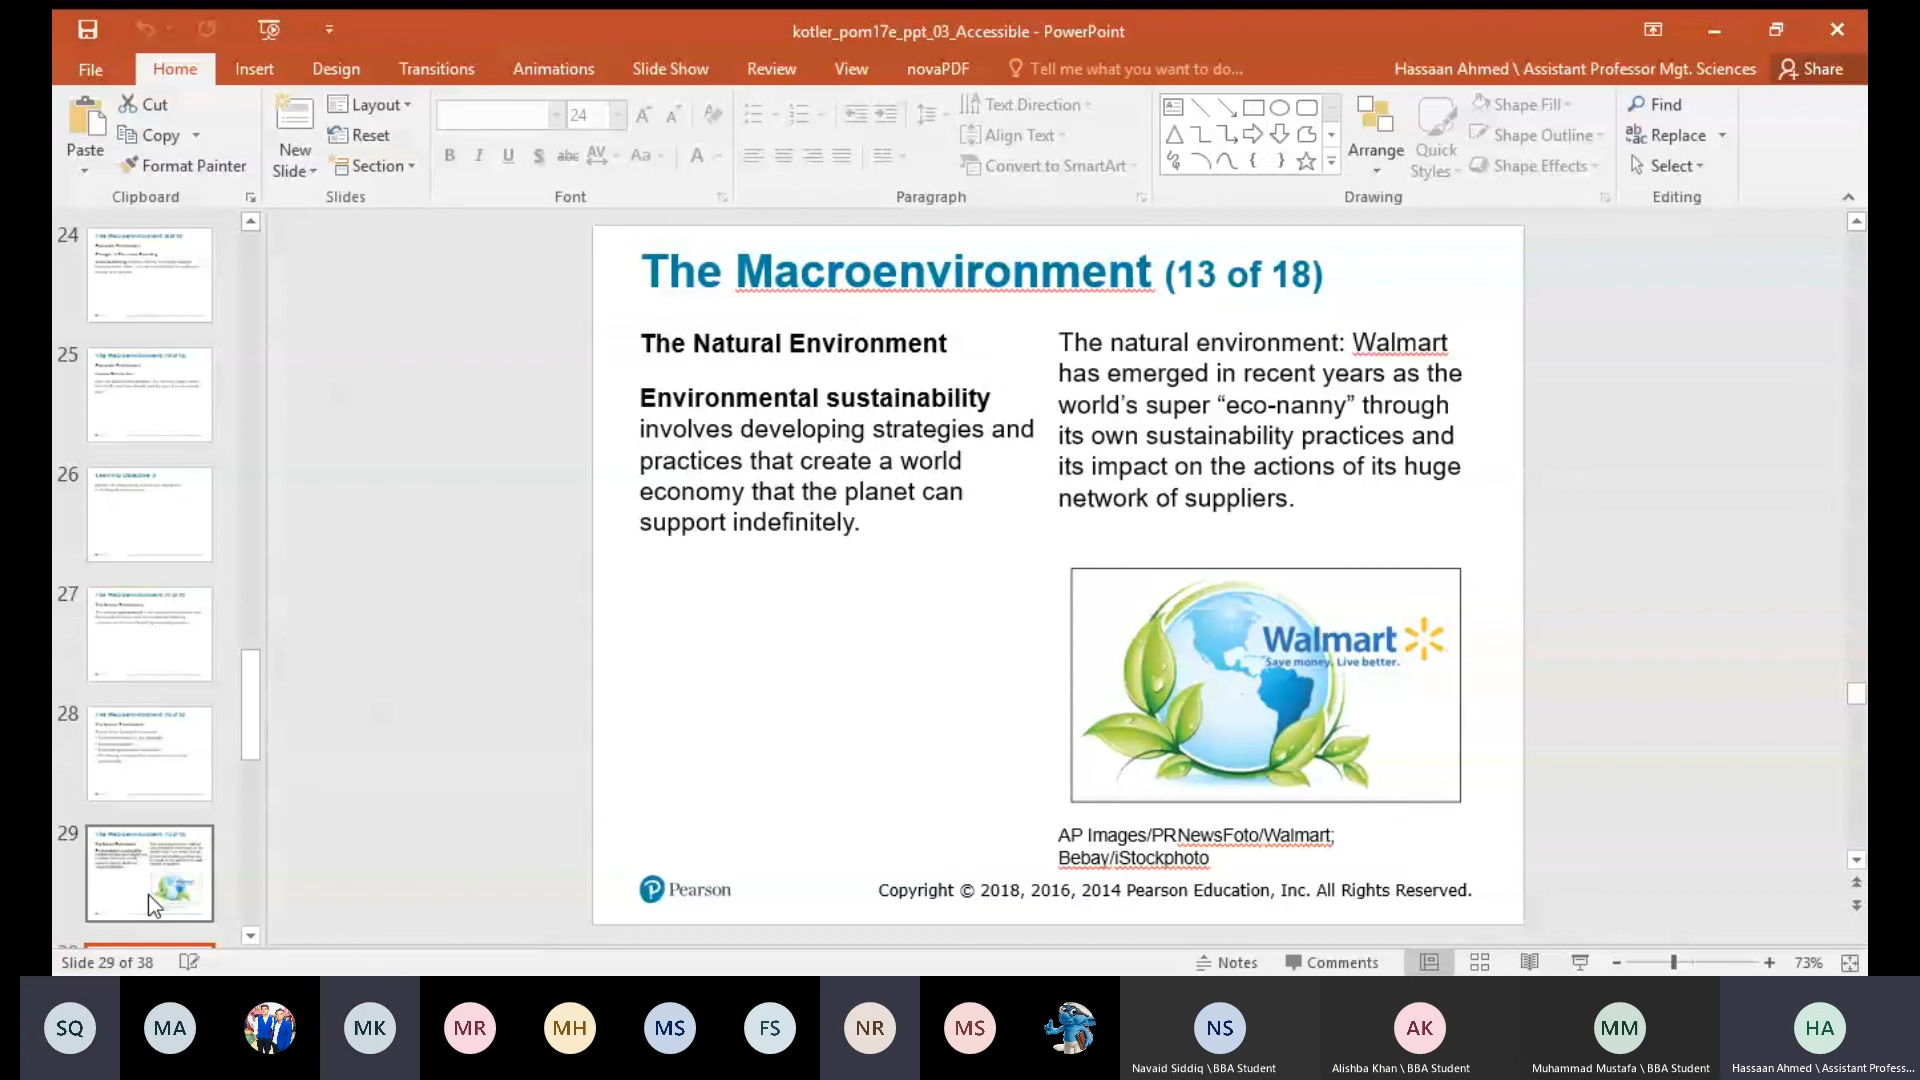 kotler_pom17e_ppt_03_Accessible - PowerPoint
File Home Insert Design Transitions Animations Slide Show Review View novaPDF Tell me what you want to do... Hassaan Ahmed \ Assistant Professor Mgt. Sciences Share
Paste
Cut
Copy
Format Painter
Clipboard
New
Slide
Layout
Reset
Section
Slides
24
B I U S abc AV Aa A
Font
Text Direction
Align Text
Convert to SmartArt
Paragraph
Arrange
Quick
Styles
Shape Fill
Shape Outline
Shape Effects
Drawing
Find
Replace
Select
Editing
24
25
26
27
28
29
The Macroenvironment (13 of 18)
The Natural Environment
Environmental sustainability
involves developing strategies and
practices that create a world
economy that the planet can
support indefinitely.
The natural environment: Walmart
has emerged in recent years as the
world’s super “eco-nanny” through
its own sustainability practices and
its impact on the actions of its huge
network of suppliers.
Walmart
Save money. Live better.
AP Images/PRNewsFoto/Walmart;
Bebay/iStockphoto
Pearson
Copyright © 2018, 2016, 2014 Pearson Education, Inc. All Rights Reserved.
Slide 29 of 38
Notes Comments 73%
SQ MA MK MR MH MS FS NR MS NS AK MM HA
Navaid Siddiq \BBA Student
Alishba Khan \ BBA Student
Muhammad Mustafa \ BBA Student
Hassaan Ahmed \ Assistant Profess...